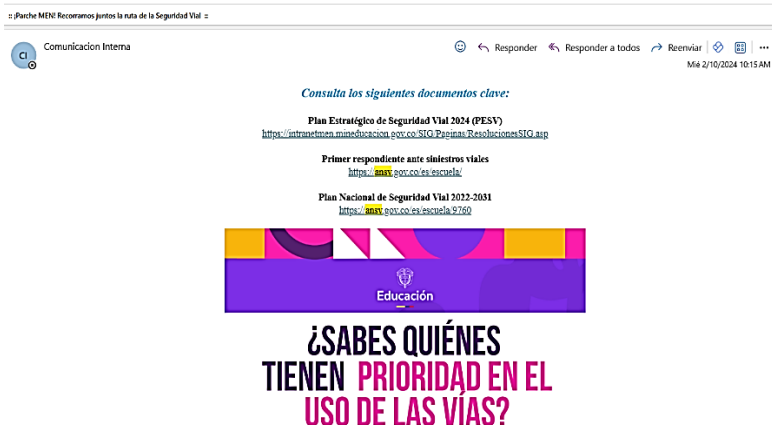 :: ¡Parche MEN! Recorramos juntos la ruta de la Seguridad Vial ::
CI
Comunicacion Interna
Responder
Responder a todos
Reenviar
Mié 2/10/2024 10:15 AM
Consulta los siguientes documentos clave:
Plan Estratégico de Seguridad Vial 2024 (PESV)
https://intranetmen.mineducacion.gov.co/SIG/Paginas/ResolucionesSIG.asp
Primer respondiente ante siniestros viales
https://ansv.gov.co/es/escuela/
Plan Nacional de Seguridad Vial 2022-2031
https://ansv.gov.co/es/escuela/9760
Educación
¿SABES QUIÉNES
TIENEN PRIORIDAD EN EL
USO DE LAS VÍAS?